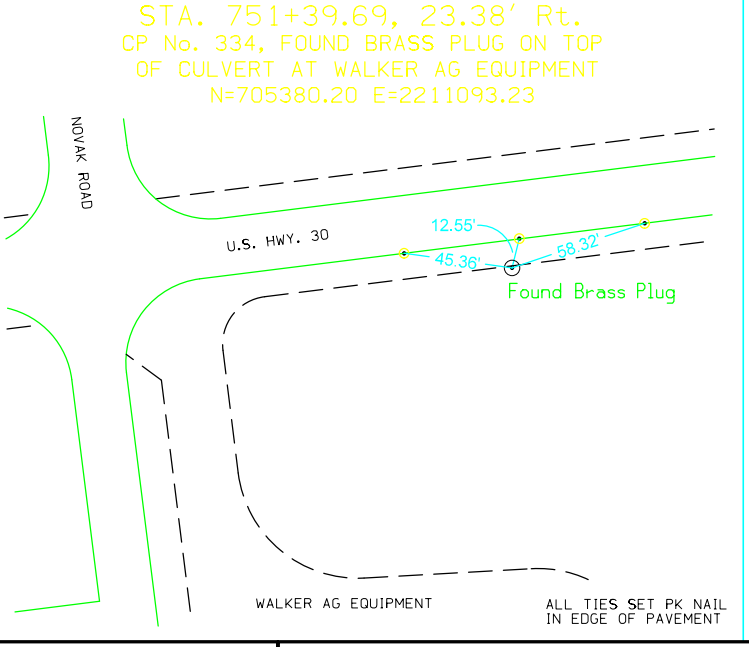 STA. 751+39.69, 23.38' Rt.
CP No. 334, FOUND BRASS PLUG ON TOP
OF CULVERT AT WALKER AG EQUIPMENT
N=705380.20 E=2211093.23
NOVAK ROAD
U.S. HWY. 30
12.55'
45.36'
58.32'
Found Brass Plug
WALKER AG EQUIPMENT
ALL TIES SET PK NAIL
IN EDGE OF PAVEMENT